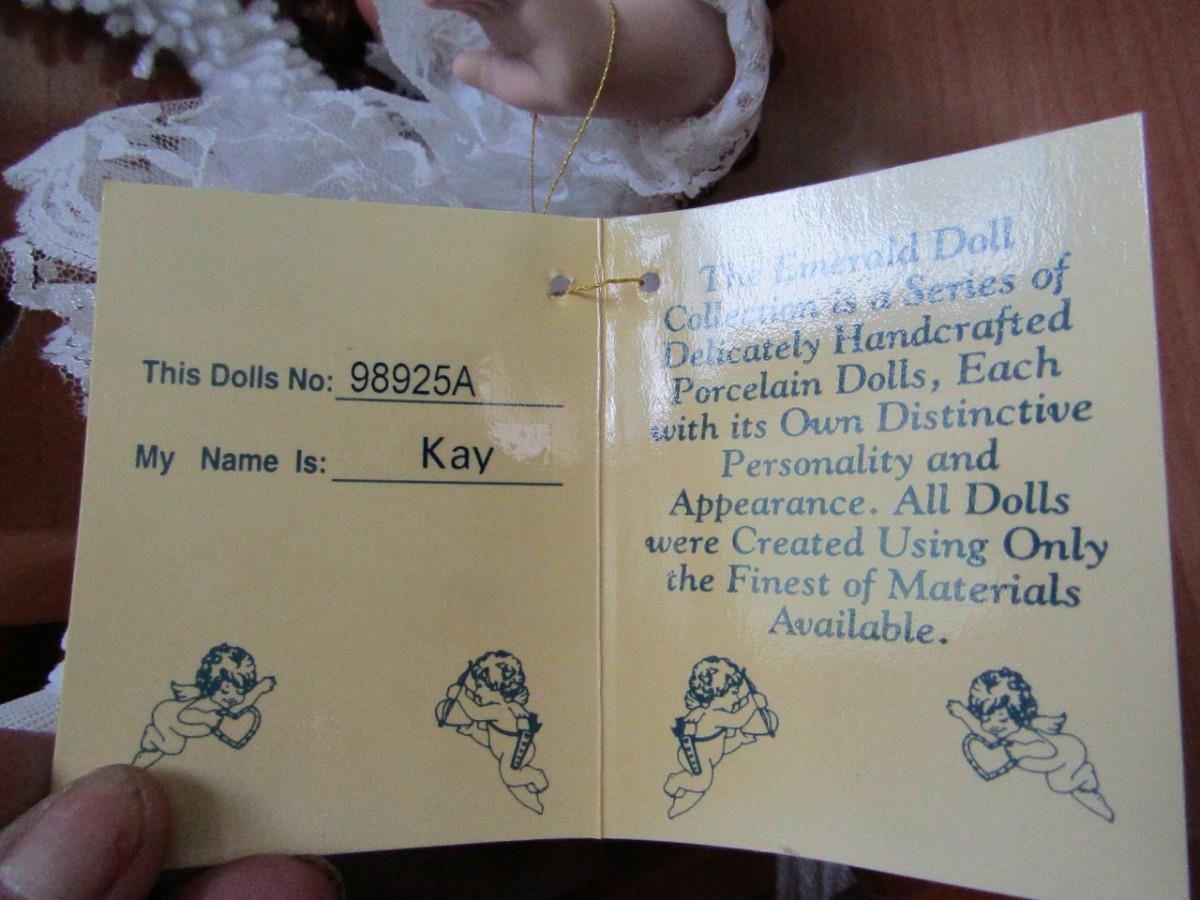 This Dolls No: 98925A
My Name Is: Kay
The Emerald Doll
Collection is a Series of
Delicately Handcrafted
Porcelain Dolls, Each
with its Own Distinctive
Personality and
Appearance. All Dolls
were Created Using Only
the Finest of Materials
Available.